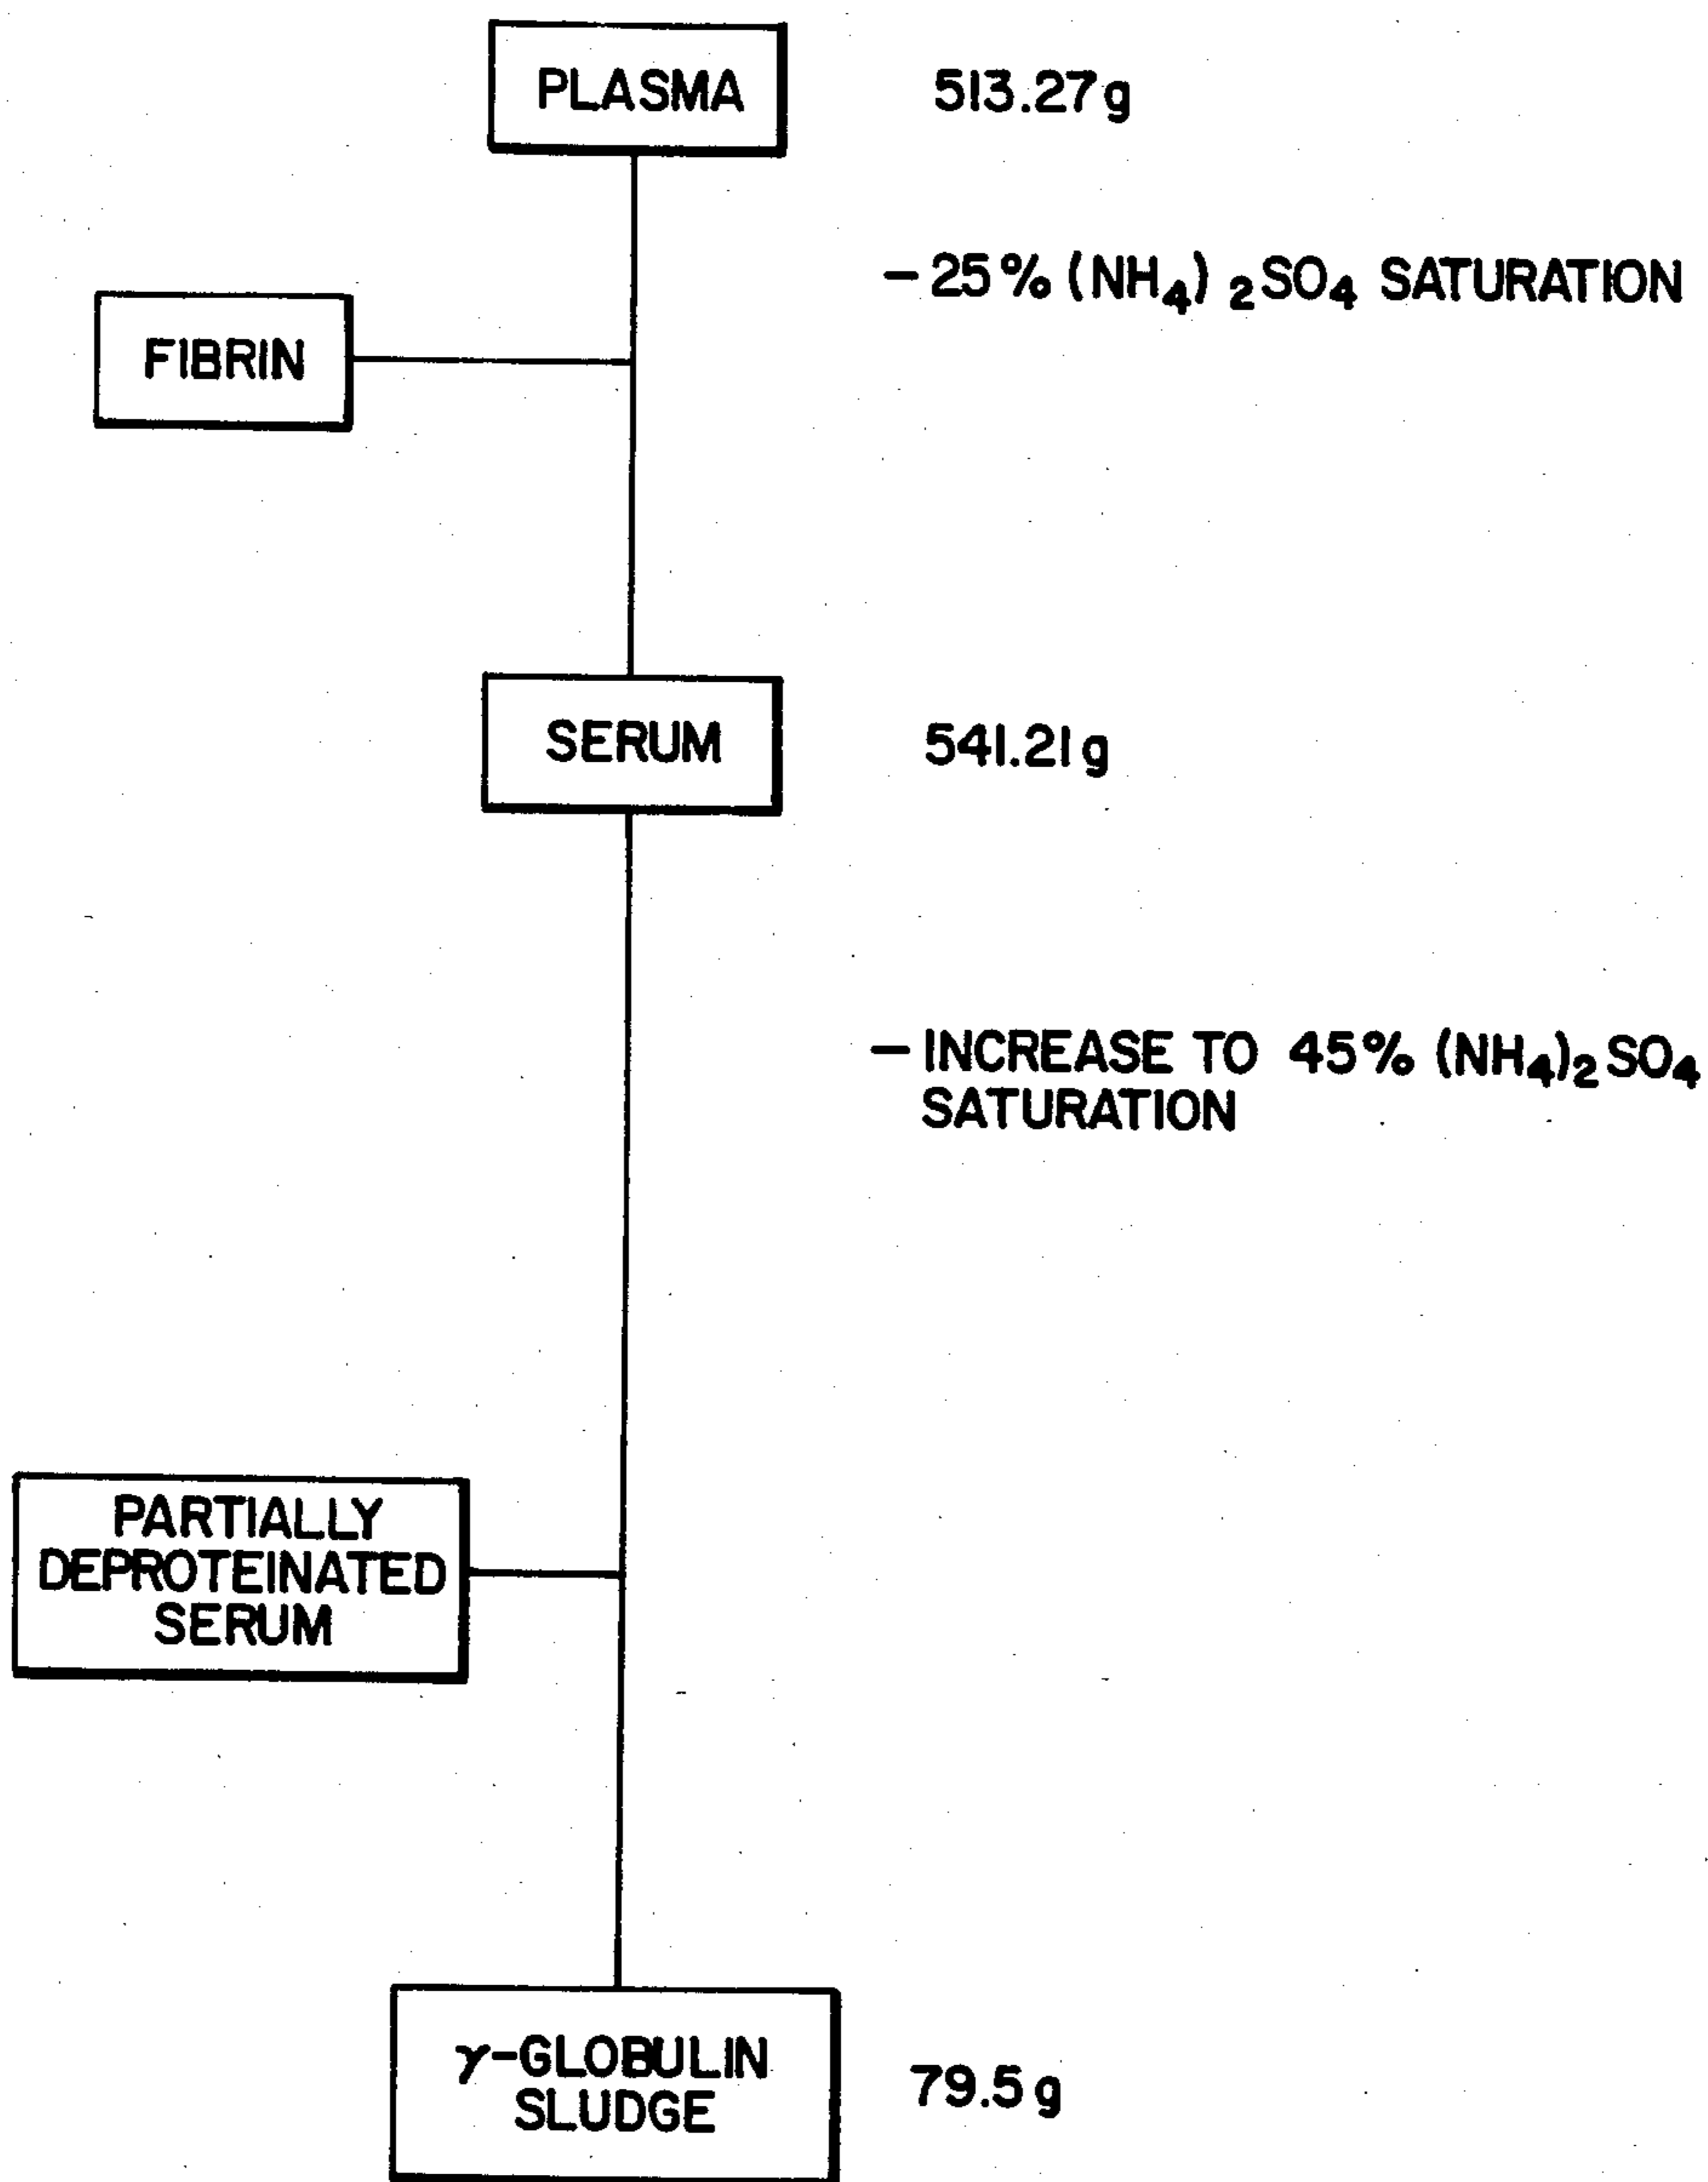 PLASMA
513.27g
-25% (NH₄) ₂SO₄ SATURATION
FIBRIN
SERUM
541.21g
-INCREASE TO 45% (NH₄)₂SO₄
SATURATION
PARTIALLY
DEPROTEINATED
SERUM
γ-GLOBULIN
SLUDGE
79.5g